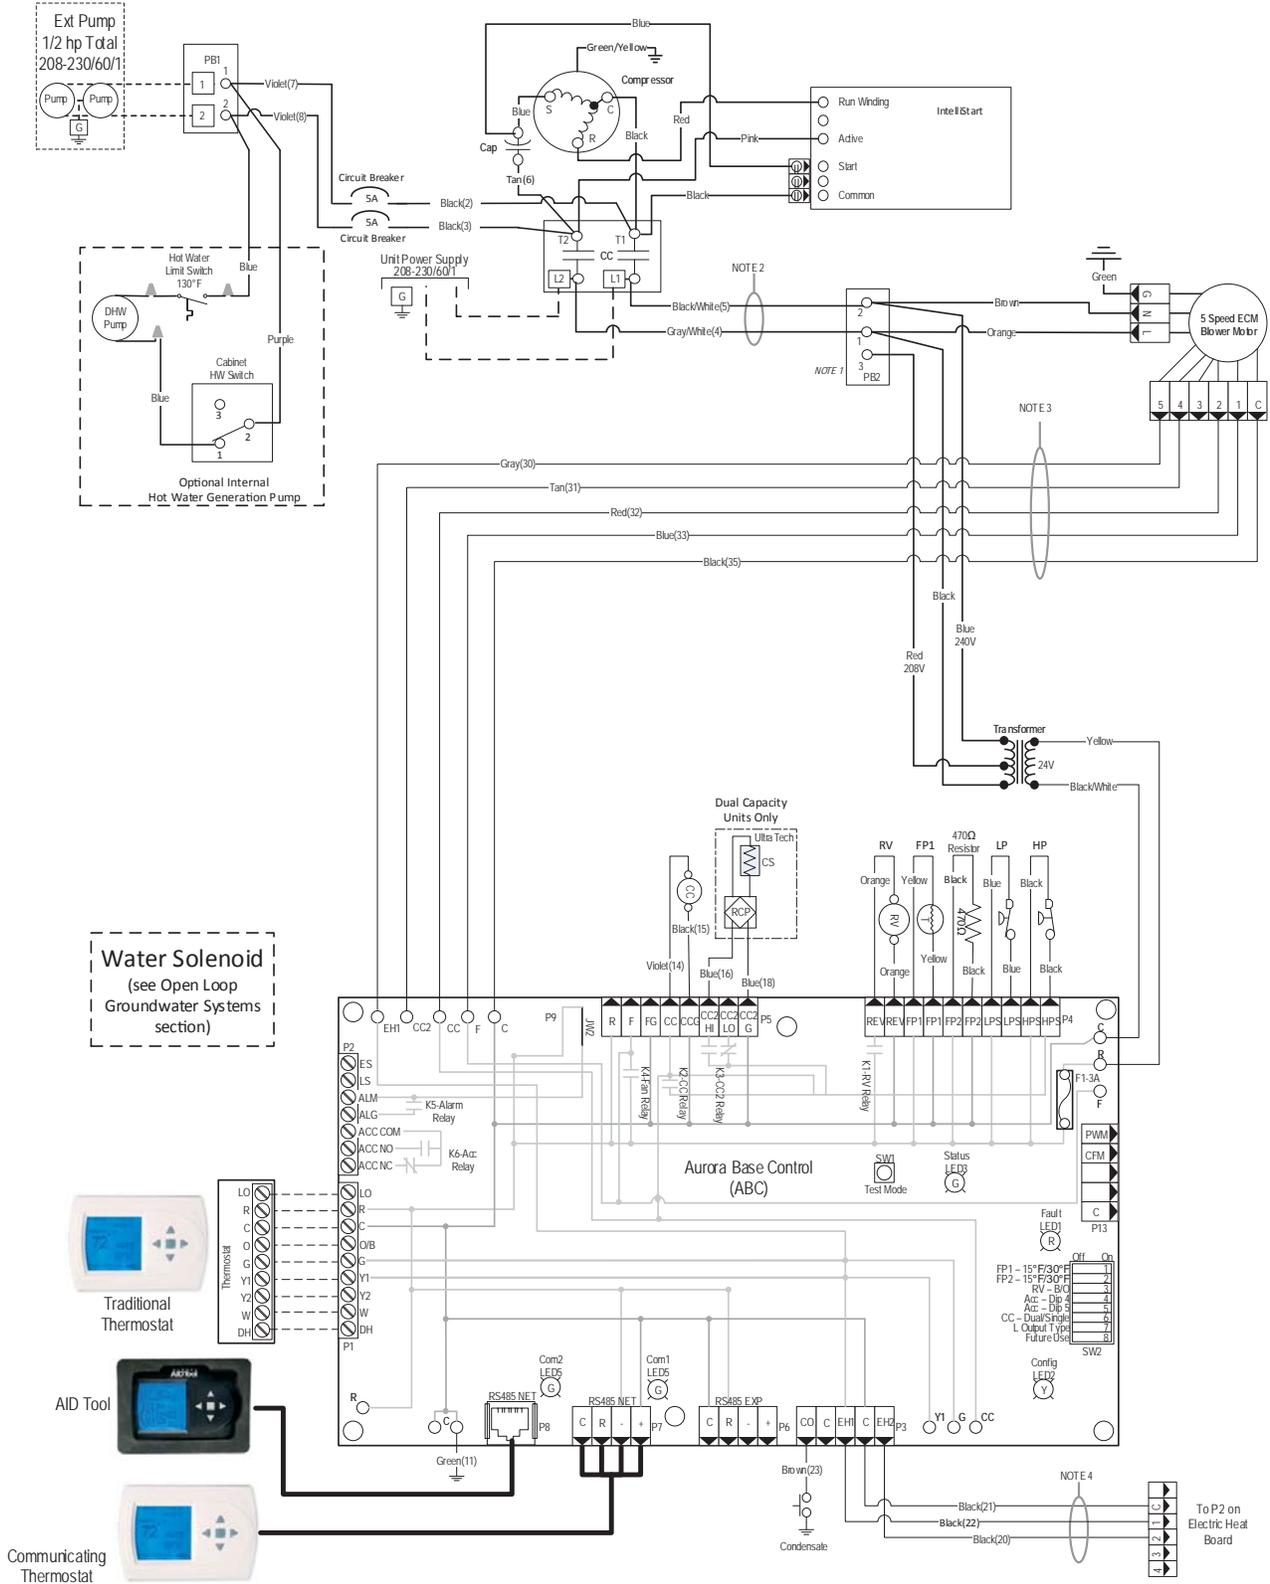 Ext Pump
1/2 hp Total
208-230/60/1
Pump
Pump
G
PB1
1
1
2
2
Violet(7)
Violet(8)
Circuit Breaker
5A
5A
Circuit Breaker
Black(2)
Black(3)
Blue
Green/Yellow
Compressor
S
C
R
Blue
Cap
Tan(6)
Black
Red
Pink
Black
Run Winding
IntelliStart
Active
Start
Common
T2
T1
CC
L2
L1
Unit Power Supply
208-230/60/1
G
Hot Water
Limit Switch
130°F
Blue
DHW
Pump
Purple
Cabinet
HW Switch
Blue
3
2
1
Optional Internal
Hot Water Generation Pump
NOTE 2
Black/White(5)
Gray/White(4)
2
1
3
PB2
NOTE 1
Brown
Orange
Green
G
N
L
5 Speed ECM
Blower Motor
5
4
3
2
1
C
NOTE 3
Gray(30)
Tan(31)
Red(32)
Blue(33)
Black(35)
Black
Blue
240V
Red
208V
Transformer
Yellow
24V
Black/White
Dual Capacity
Units Only
Ultra Tech
CS
RCP
CC
Black(15)
Violet(14)
Blue(16)
Blue(18)
RV
FP1
470Ω
Resistor
LP
HP
Orange
Yellow
Black
Blue
Black
RV
T
470Ω
Orange
Yellow
Black
Blue
Black
Water Solenoid
(see Open Loop
Groundwater Systems
section)
EH1
CC2
CC
F
C
P9
JW2
R
F
FG
CC
CCG
CC2
HI
CC2
LO
CC2
G
P5
REV
REV
FP1
FP1
FP2
FP2
LPS
LPS
HPS
HPS
P4
C
R
F1-3A
F
P2
ES
LS
ALM
ALG
ACC COM
ACC NO
ACC NC
K5-Alarm
Relay
K6-Acc
Relay
K4-Fan Relay
K2-CC Relay
K3-CC2 Relay
K1-RV Relay
Aurora Base Control
(ABC)
SW1
Test Mode
Status
LED3
G
PWM
CFM
C
P13
Fault
LED1
R
Off
On
FP1 – 15°F/30°F
1
FP2 – 15°F/30°F
2
RV – B/O
3
Acc – Dip 4
4
Acc – Dip 5
5
CC – Dual/Single
6
L Output Type
7
Future Use
8
SW2
Config
LED2
Y
Thermostat
LO
R
C
O
G
Y1
Y2
W
DH
LO
R
C
O/B
G
Y1
Y2
W
DH
P1
Traditional
Thermostat
72°
AID Tool
AID Tool
Communicating
Thermostat
72°
R
C
Green(11)
RS485 NET
P8
Com2
LED5
G
RS485 NET
C
R
-
+
P7
Com1
LED5
G
RS485 EXP
C
R
-
+
P6
CO
C
EH1
C
EH2
P3
Y1
G
CC
Brown(23)
Condensate
NOTE 4
Black(21)
Black(22)
Black(20)
C
1
2
3
4
To P2 on
Electric Heat
Board